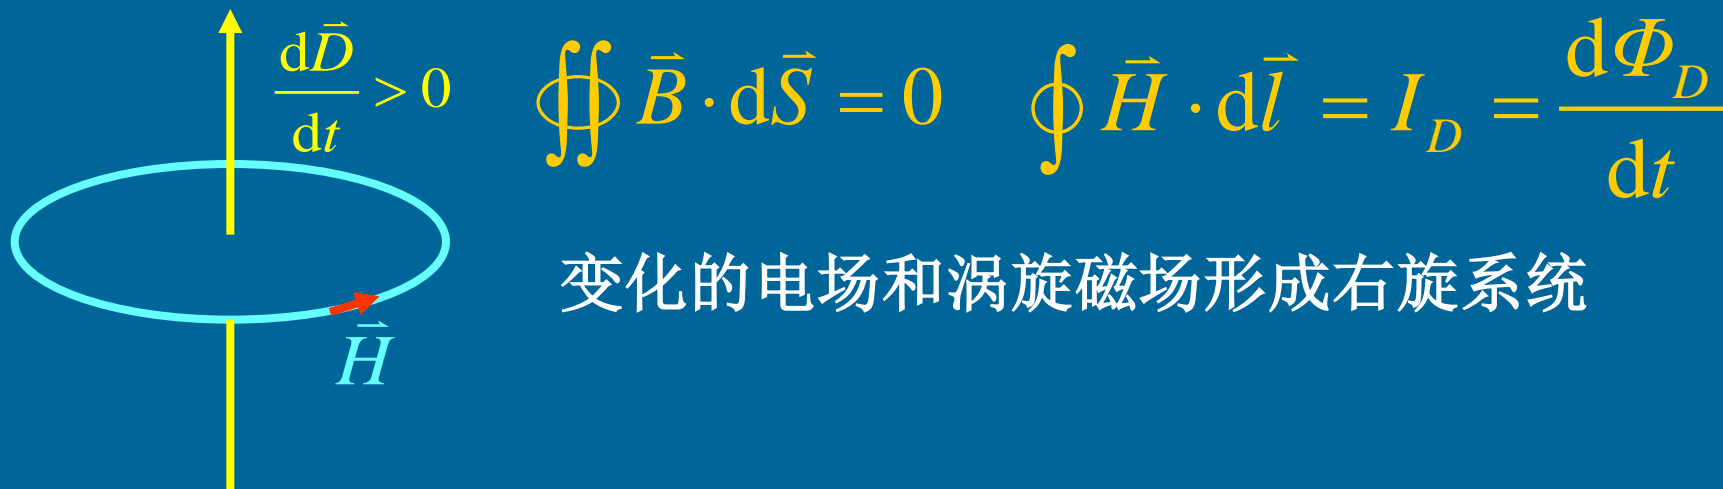 dD⃗/dt > 0
∯ B⃗ · dS⃗ = 0
∮ H⃗ · dl⃗ = I_D = dΦ_D/dt
变化的电场和涡旋磁场形成右旋系统
H⃗